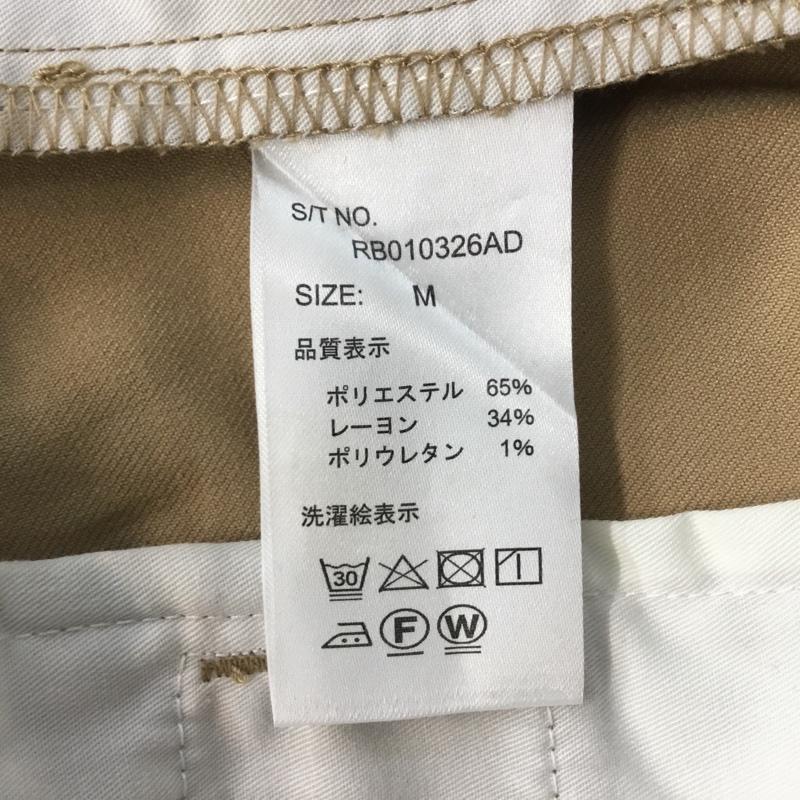 S/T NO.
RB010326AD
SIZE: M
品質表示
ポリエステル 65%
レーヨン 34%
ポリウレタン 1%
洗濯絵表示
30
F W